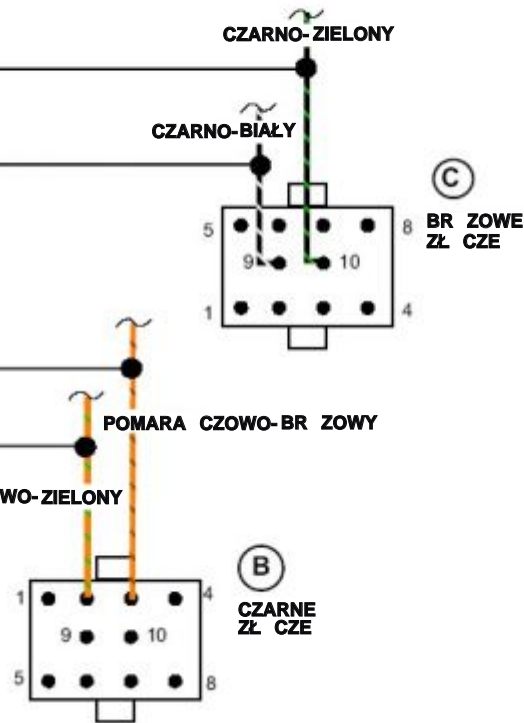 CZARNO-ZIELONY
CZARNO-BIAŁY
C
BR ZOWE
ZŁ CZE
5
8
9
10
1
4
POMARA CZOWO-BR ZOWY
WO-ZIELONY
B
CZARNE
ZŁ CZE
1
4
9
10
5
8